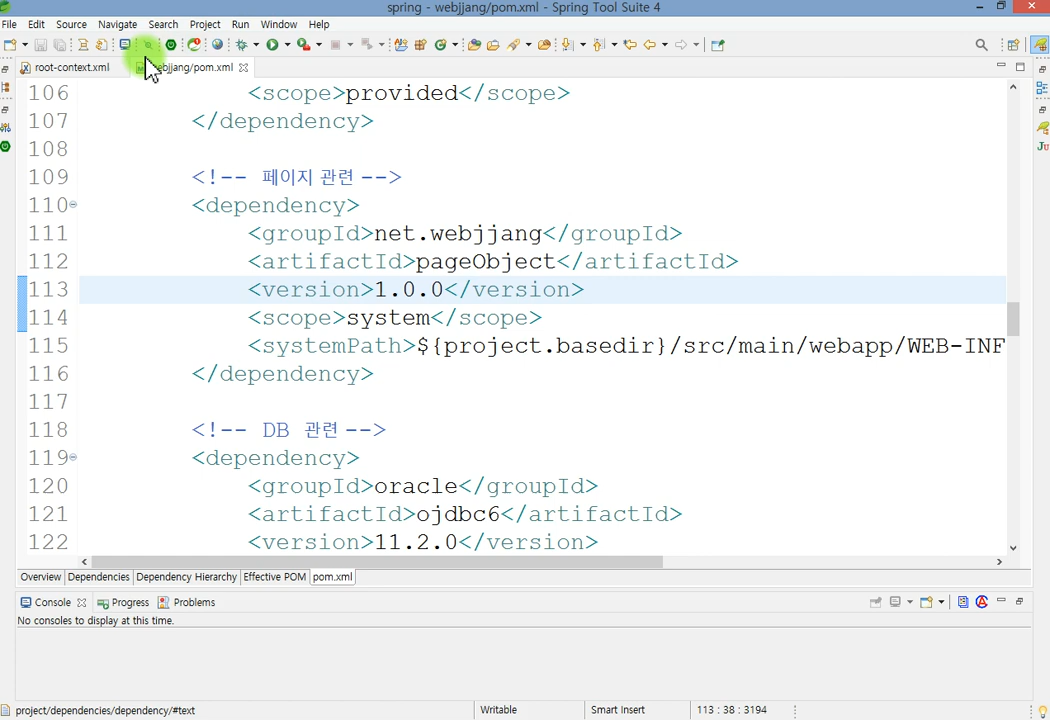 spring - webjjang/pom.xml - Spring Tool Suite 4
File Edit Source Navigate Search Project Run Window Help
root-context.xml webjjang/pom.xml
106 <scope>provided</scope>
107 </dependency>
108
109 <!-- 페이지 관련 -->
110 <dependency>
111 <groupId>net.webjjang</groupId>
112 <artifactId>pageObject</artifactId>
113 <version>1.0.0</version>
114 <scope>system</scope>
115 <systemPath>${project.basedir}/src/main/webapp/WEB-INF
116 </dependency>
117
118 <!-- DB 관련 -->
119 <dependency>
120 <groupId>oracle</groupId>
121 <artifactId>ojdbc6</artifactId>
122 <version>11.2.0</version>
Overview Dependencies Dependency Hierarchy Effective POM pom.xml
Console Progress Problems
No consoles to display at this time.
project/dependencies/dependency/#text Writable Smart Insert 113 : 38 : 3194